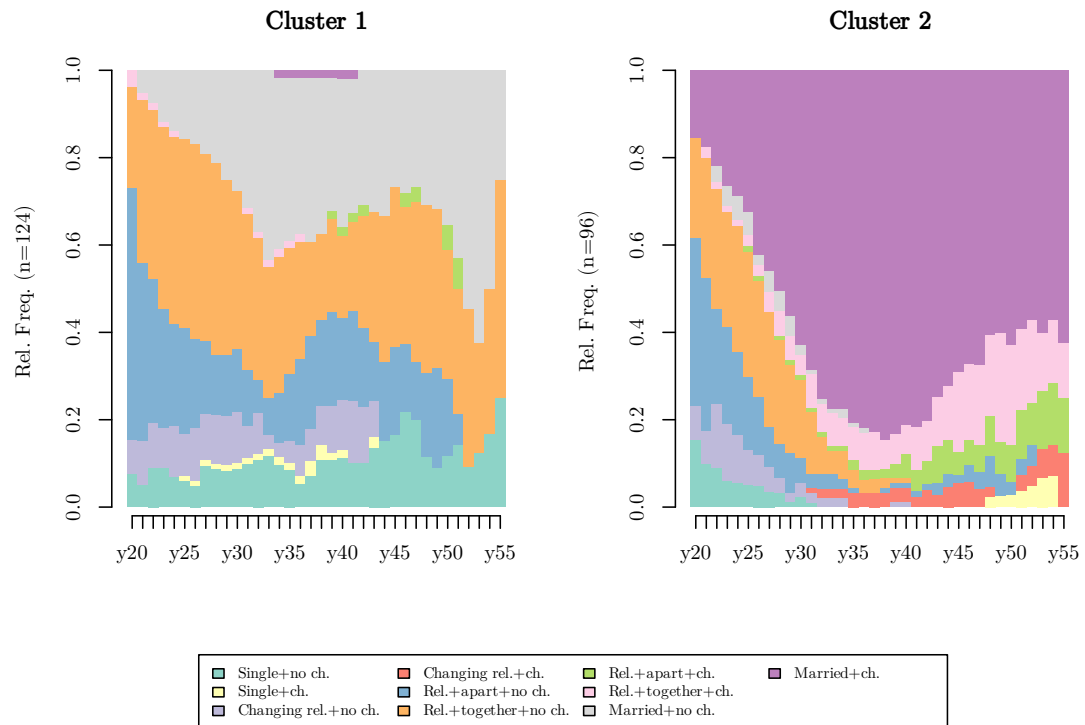 Cluster 1
Cluster 2
Rel. Freq. (n=124)
0.0 0.2 0.4 0.6 0.8 1.0
y20 y25 y30 y35 y40 y45 y50 y55
Rel. Freq. (n=96)
0.0 0.2 0.4 0.6 0.8 1.0
y20 y25 y30 y35 y40 y45 y50 y55
Single+no ch. Changing rel.+ch. Rel.+apart+ch. Married+ch.
Single+ch. Rel.+apart+no ch. Rel.+together+ch.
Changing rel.+no ch. Rel.+together+no ch. Married+no ch.